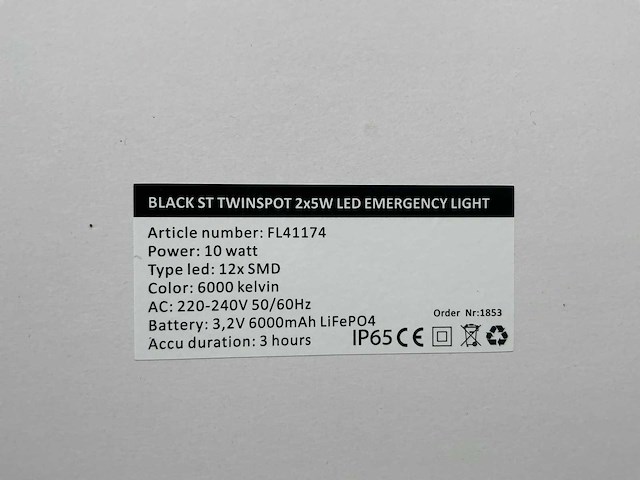 BLACK ST TWINSPOT 2x5W LED EMERGENCY LIGHT
Article number: FL41174
Power: 10 watt
Type led: 12x SMD
Color: 6000 kelvin
AC: 220-240V 50/60Hz
Battery: 3,2V 6000mAh LiFePO4
Accu duration: 3 hours
Order Nr:1853
IP65 CE